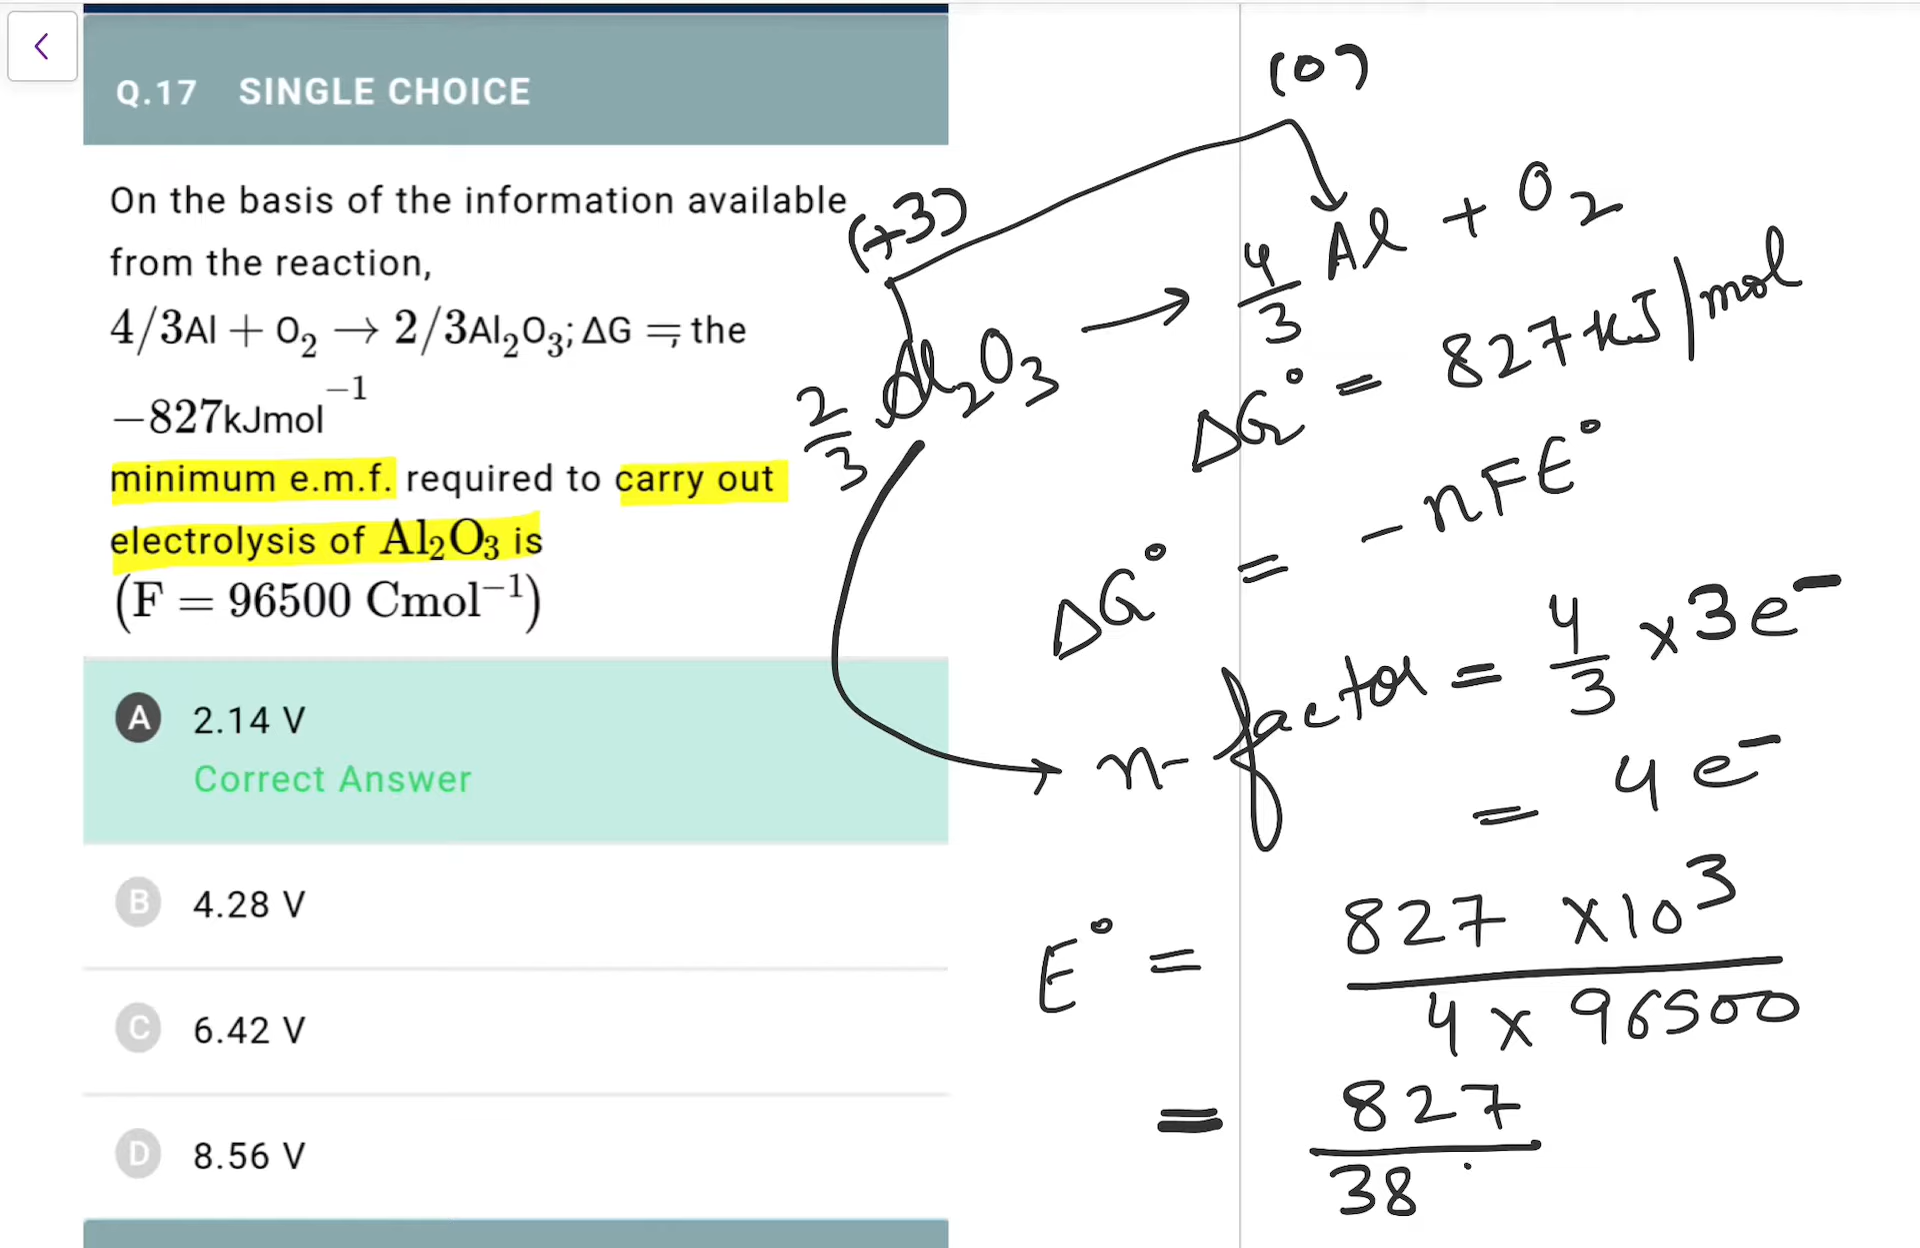 Q.17 SINGLE CHOICE
On the basis of the information available
from the reaction,
4/3Al + O₂ → 2/3Al₂O₃; ΔG =, the
−827kJmol⁻¹
minimum e.m.f. required to carry out
electrolysis of Al₂O₃ is
(F = 96500 Cmol⁻¹)
A 2.14 V
Correct Answer
B 4.28 V
C 6.42 V
D 8.56 V
(+3) (0)
2/3 Al₂O₃ → 4/3 Al + O₂
ΔG° = 827 kJ/mol
ΔG° = −nFE°
n-factor = 4/3 × 3e⁻
= 4e⁻
E° = 827 × 10³ / 4 × 96500
= 827 / 38